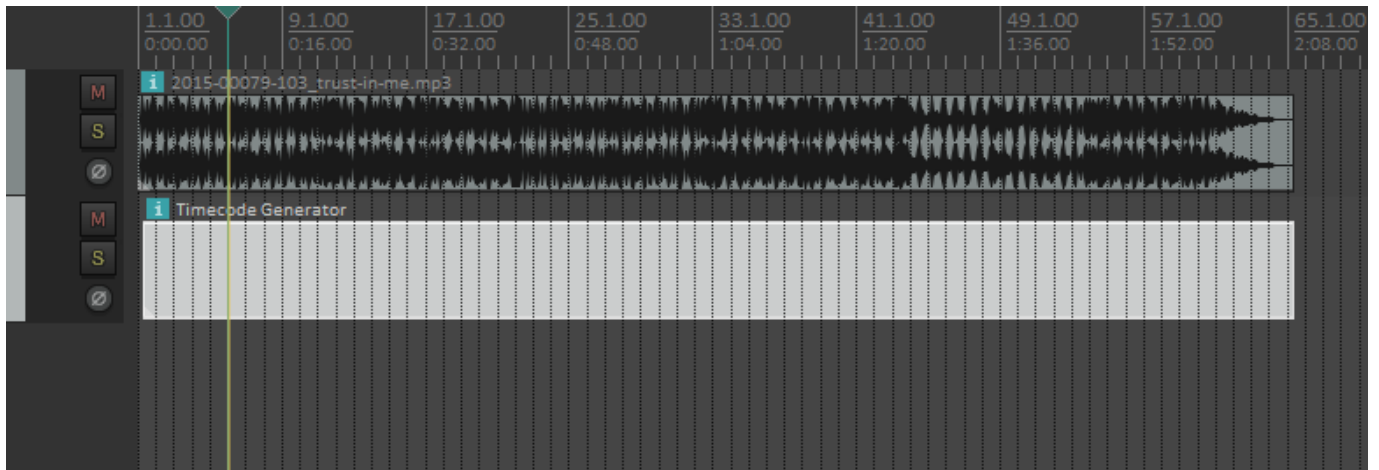 1.1.00 9.1.00 17.1.00 25.1.00 33.1.00 41.1.00 49.1.00 57.1.00 65.1.00
0:00.00 0:16.00 0:32.00 0:48.00 1:04.00 1:20.00 1:36.00 1:52.00 2:08.00
i 2015-00079-103_trust-in-me.mp3
M
S
Ø
i Timecode Generator
M
S
Ø